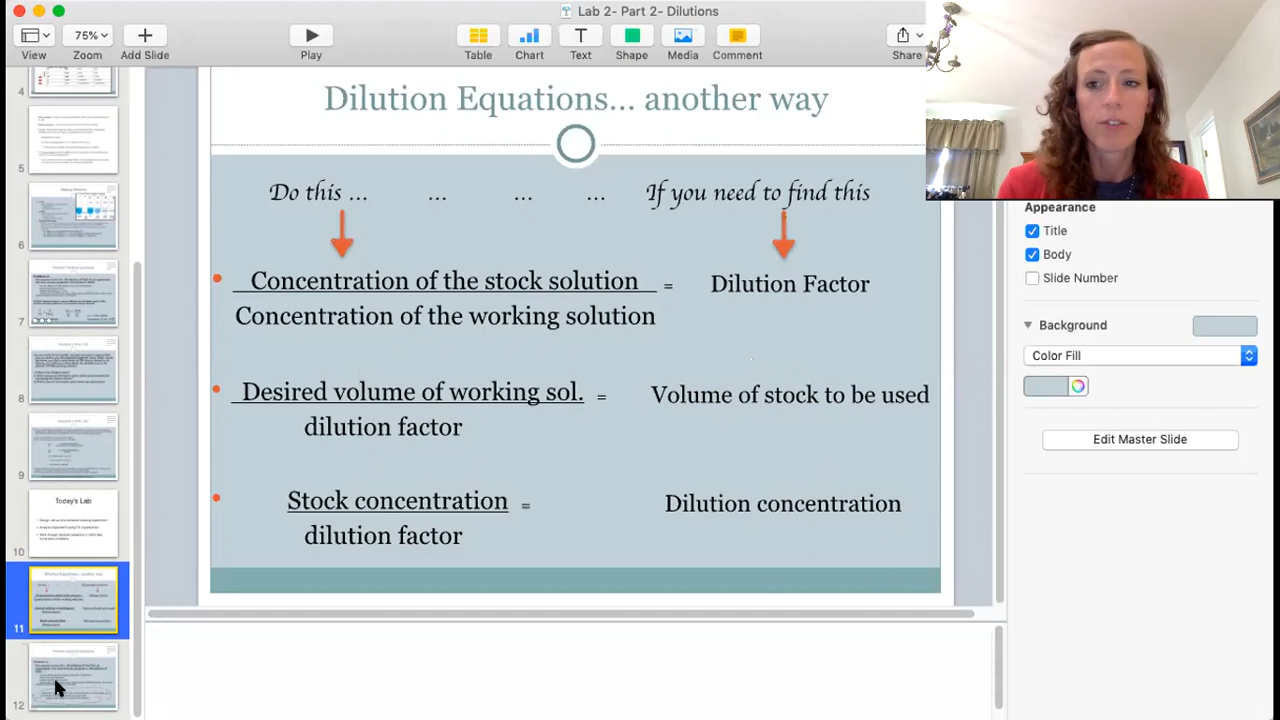 Lab 2- Part 2- Dilutions
75%
View
Zoom
Add Slide
Play
Table
Chart
Text
Shape
Media
Comment
Share
4
5
6
7
8
9
10
11
12
Today's Lab
Dilution Equations... another way
Do this ... ... ... ... If you need to find this
Concentration of the stock solution = Dilution Factor
Concentration of the working solution
Desired volume of working sol. = Volume of stock to be used
dilution factor
Stock concentration = Dilution concentration
dilution factor
Appearance
Title
Body
Slide Number
Background
Color Fill
Edit Master Slide